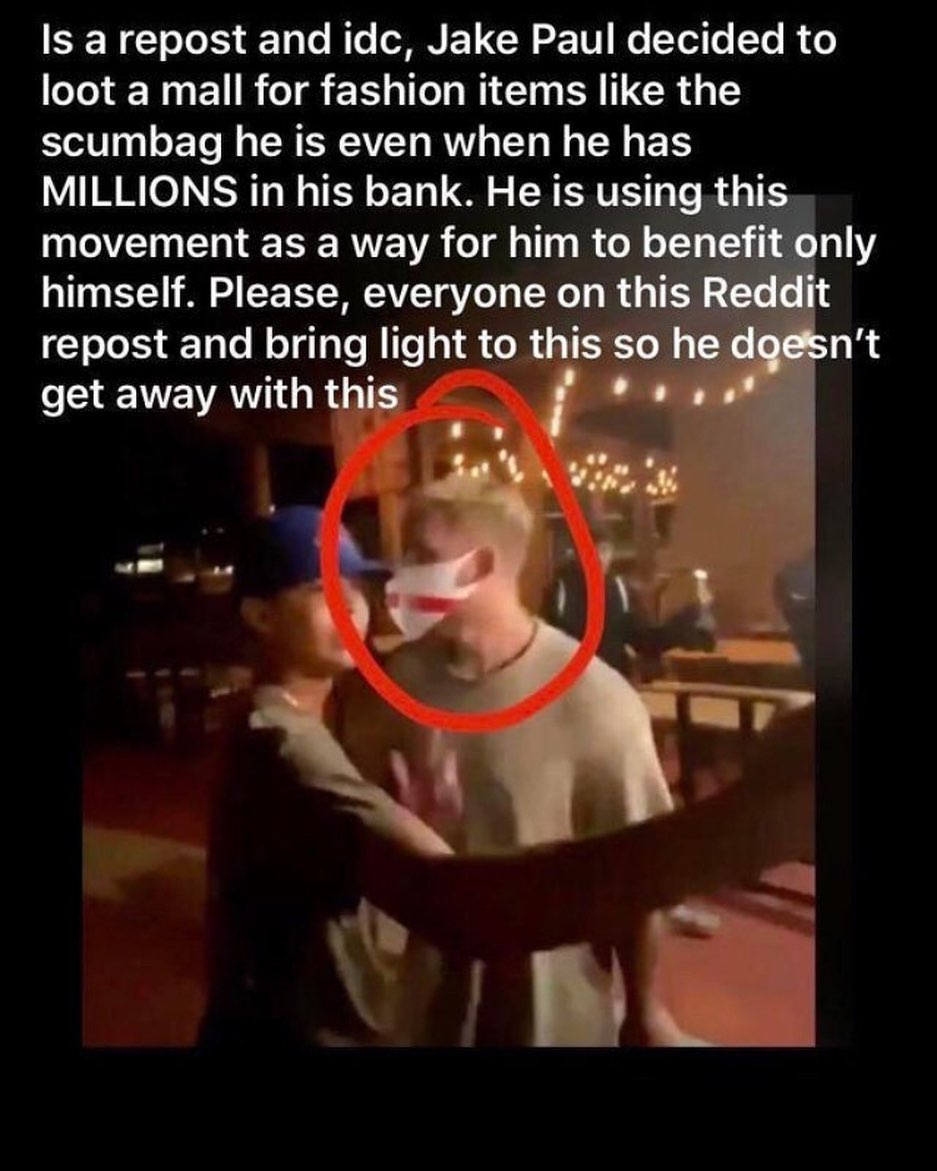 Is a repost and idc, Jake Paul decided to
loot a mall for fashion items like the
scumbag he is even when he has
MILLIONS in his bank. He is using this
movement as a way for him to benefit only
himself. Please, everyone on this Reddit
repost and bring light to this so he doesn’t
get away with this